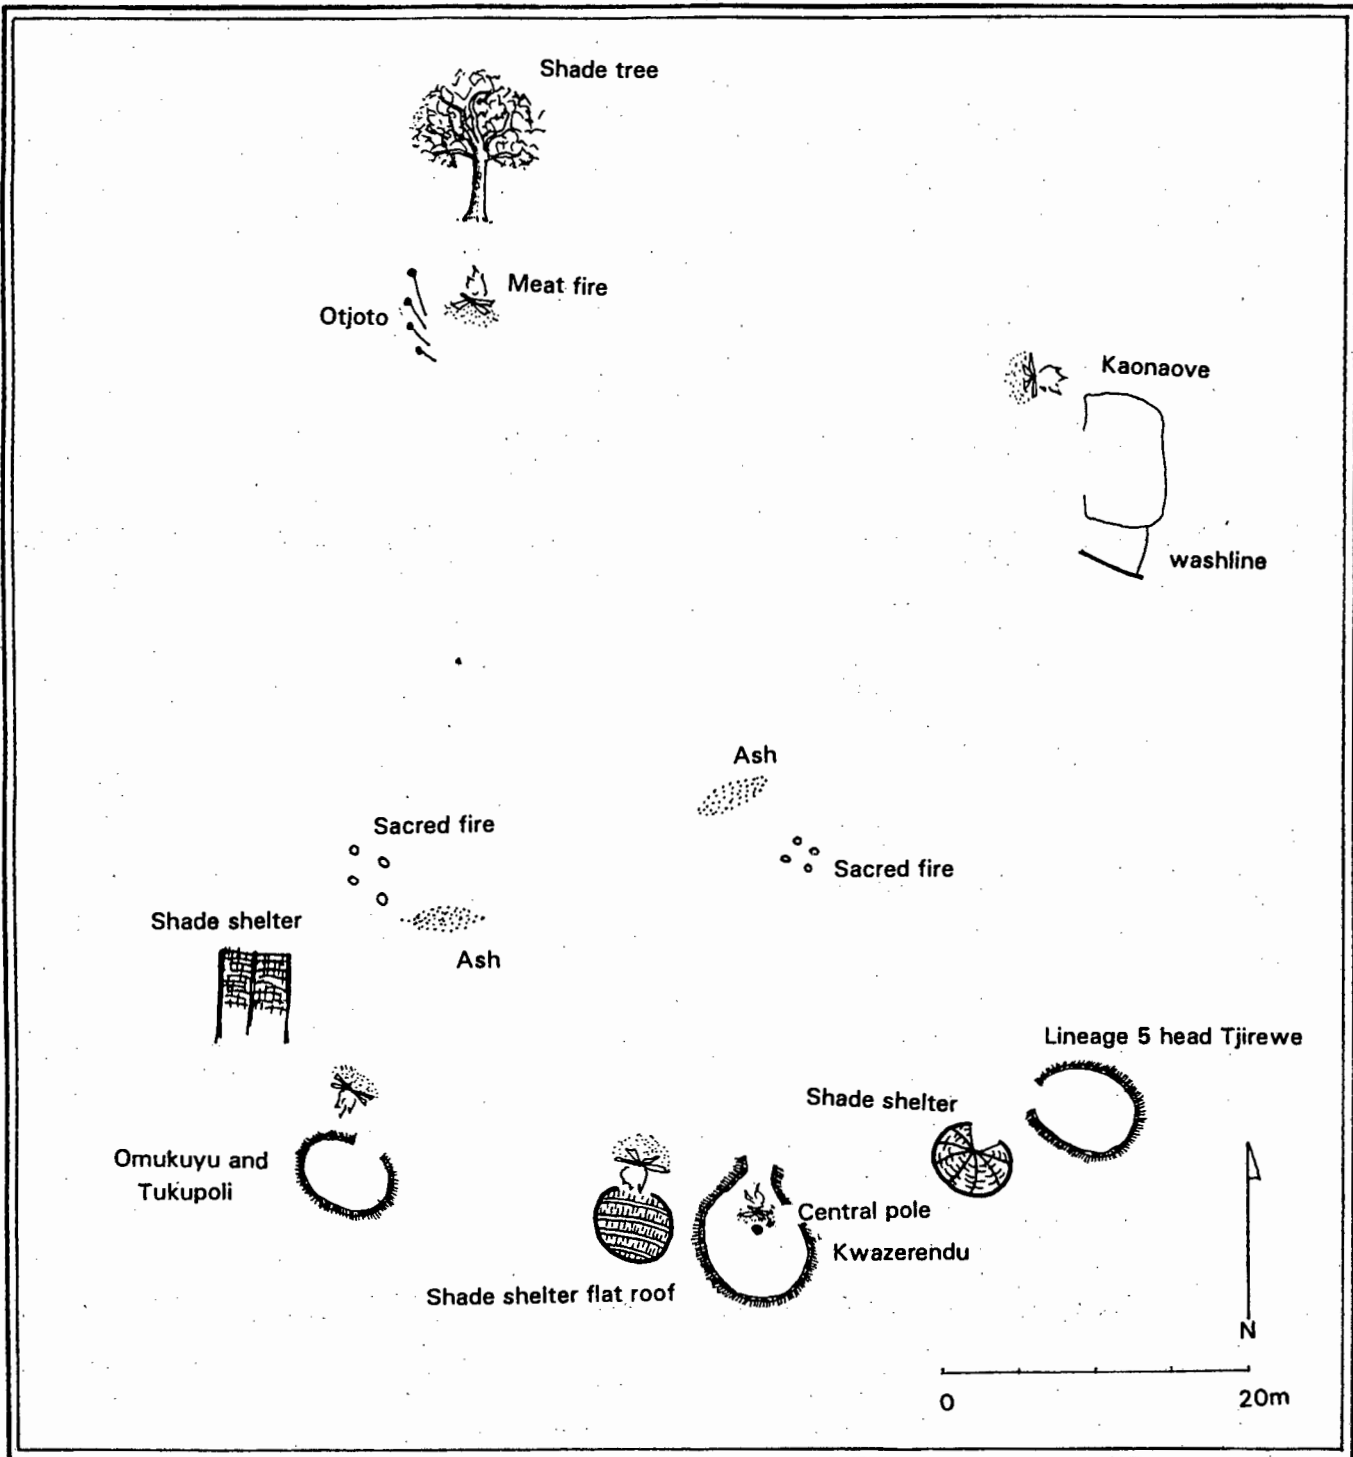 Shade tree
Meat fire
Otjoto
Kaonaove
washline
Ash
Sacred fire
Sacred fire
Shade shelter
Ash
Lineage 5 head Tjirewe
Shade shelter
Omukuyu and
Tukupoli
Central pole
Kwazerendu
Shade shelter flat roof
N
0
20m